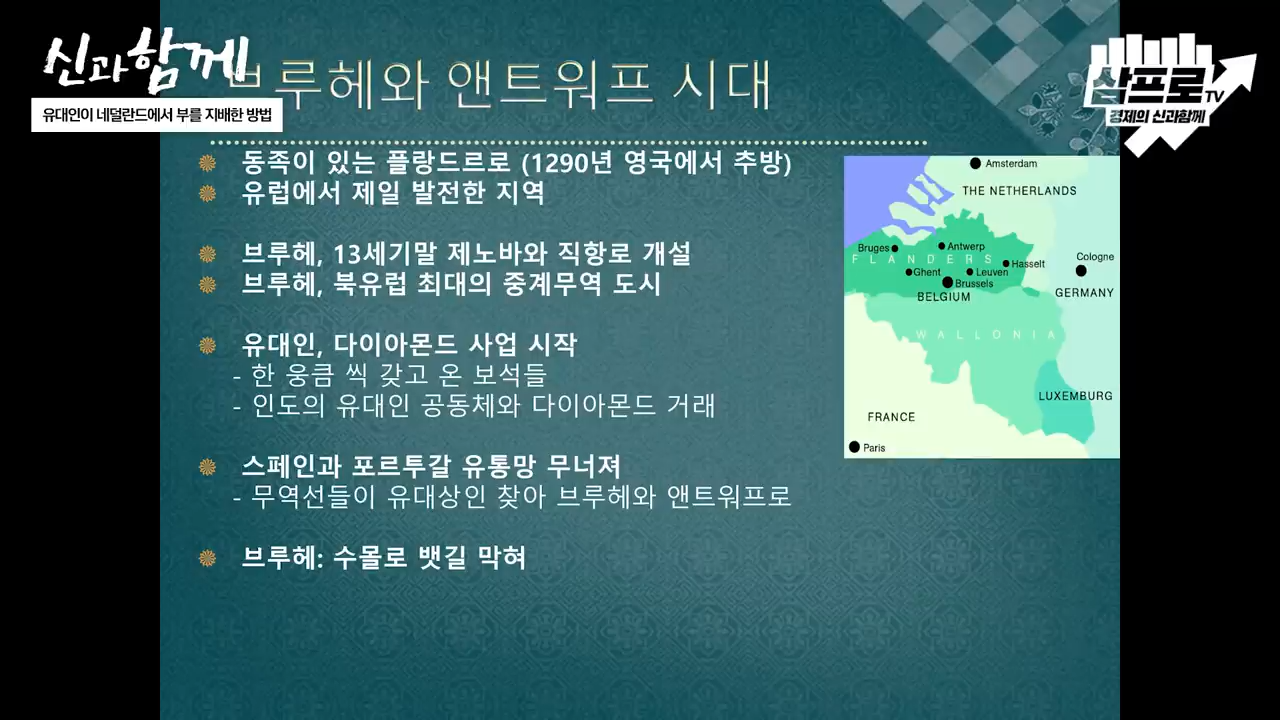 신과함께
유대인이 네덜란드에서 부를 지배한 방법
브루헤와 앤트워프 시대
삼프로TV
경제의 신과함께
동족이 있는 플랑드르로 (1290년 영국에서 추방)
유럽에서 제일 발전한 지역
브루헤, 13세기말 제노바와 직항로 개설
브루헤, 북유럽 최대의 중계무역 도시
유대인, 다이아몬드 사업 시작
- 한 웅큼 씩 갖고 온 보석들
- 인도의 유대인 공동체와 다이아몬드 거래
스페인과 포르투갈 유통망 무너져
- 무역선들이 유대상인 찾아 브루헤와 앤트워프로
브루헤: 수몰로 뱃길 막혀
Amsterdam
THE NETHERLANDS
Bruges
Antwerp
FLANDERS
Hasselt
Cologne
Ghent
Leuven
Brussels
BELGIUM
GERMANY
WALLONIA
LUXEMBURG
FRANCE
Paris